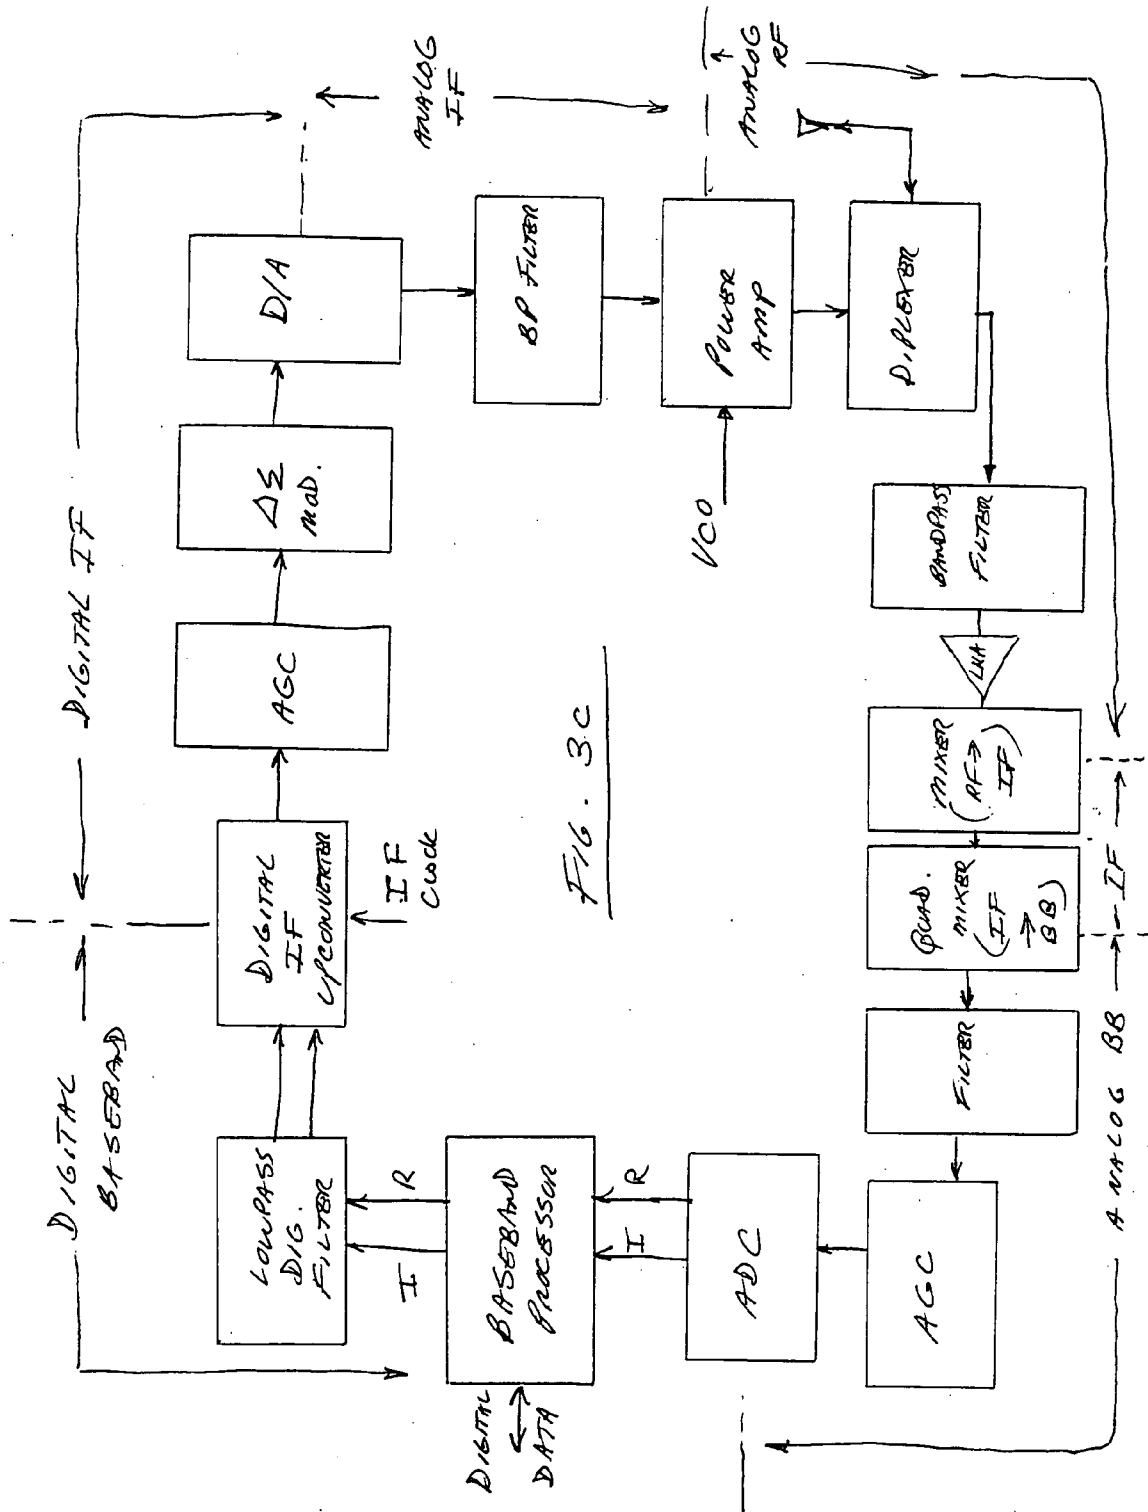 DIGITAL
BASEBAND
DIGITAL IF
ANALOG
IF
ANALOG
RF
LOWPASS
DIG.
FILTER
DIGITAL
IF
UPCONVERTER
IF
Clock
AGC
ΔΣ
MOD.
D/A
BP FILTER
POWER
AMP
VCO
DIPLEXER
I
R
BASEBAND
PROCESSOR
DIGITAL
DATA
I
R
ADC
AGC
FILTER
QUAD.
MIXER
(IF
→
BB)
MIXER
(RF→
IF)
LNA
BANDPASS
FILTER
ANALOG BB
IF
FIG. 3C